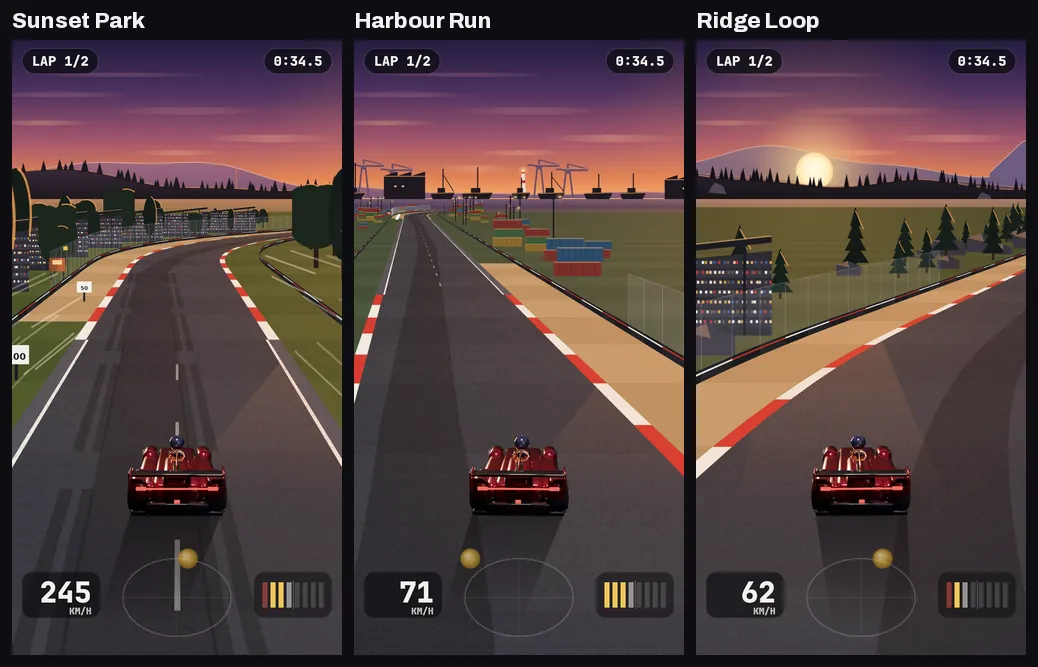 Sunset Park
LAP 1/2
0:34.5
50
00
245
KM/H
Harbour Run
LAP 1/2
0:34.5
71
KM/H
Ridge Loop
LAP 1/2
0:34.5
62
KM/H